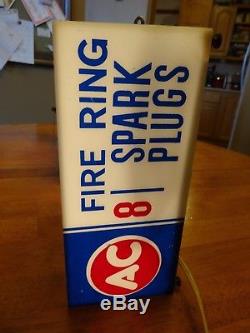 FIRE RING
8 SPARK
PLUGS
AC